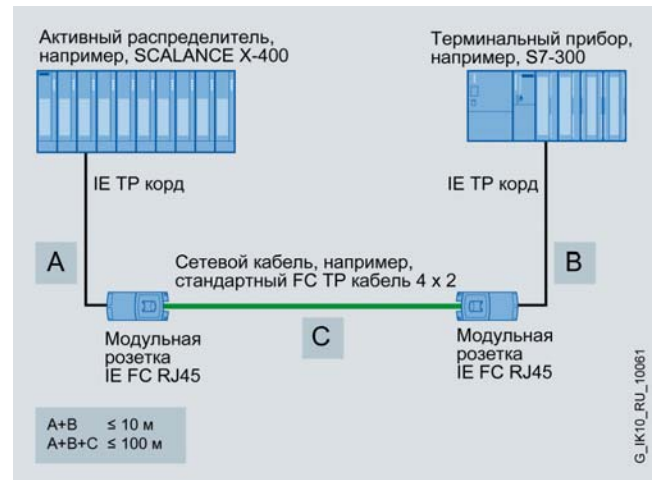 Активный распределитель,
например, SCALANCE X-400
Терминальный прибор,
например, S7-300
IE TP корд
IE TP корд
A
Сетевой кабель, например,
стандартный FC TP кабель 4 x 2
B
C
Модульная
розетка
IE FC RJ45
Модульная
розетка
IE FC RJ45
A+B ≤ 10 м
A+B+C ≤ 100 м
G_IK10_RU_10061